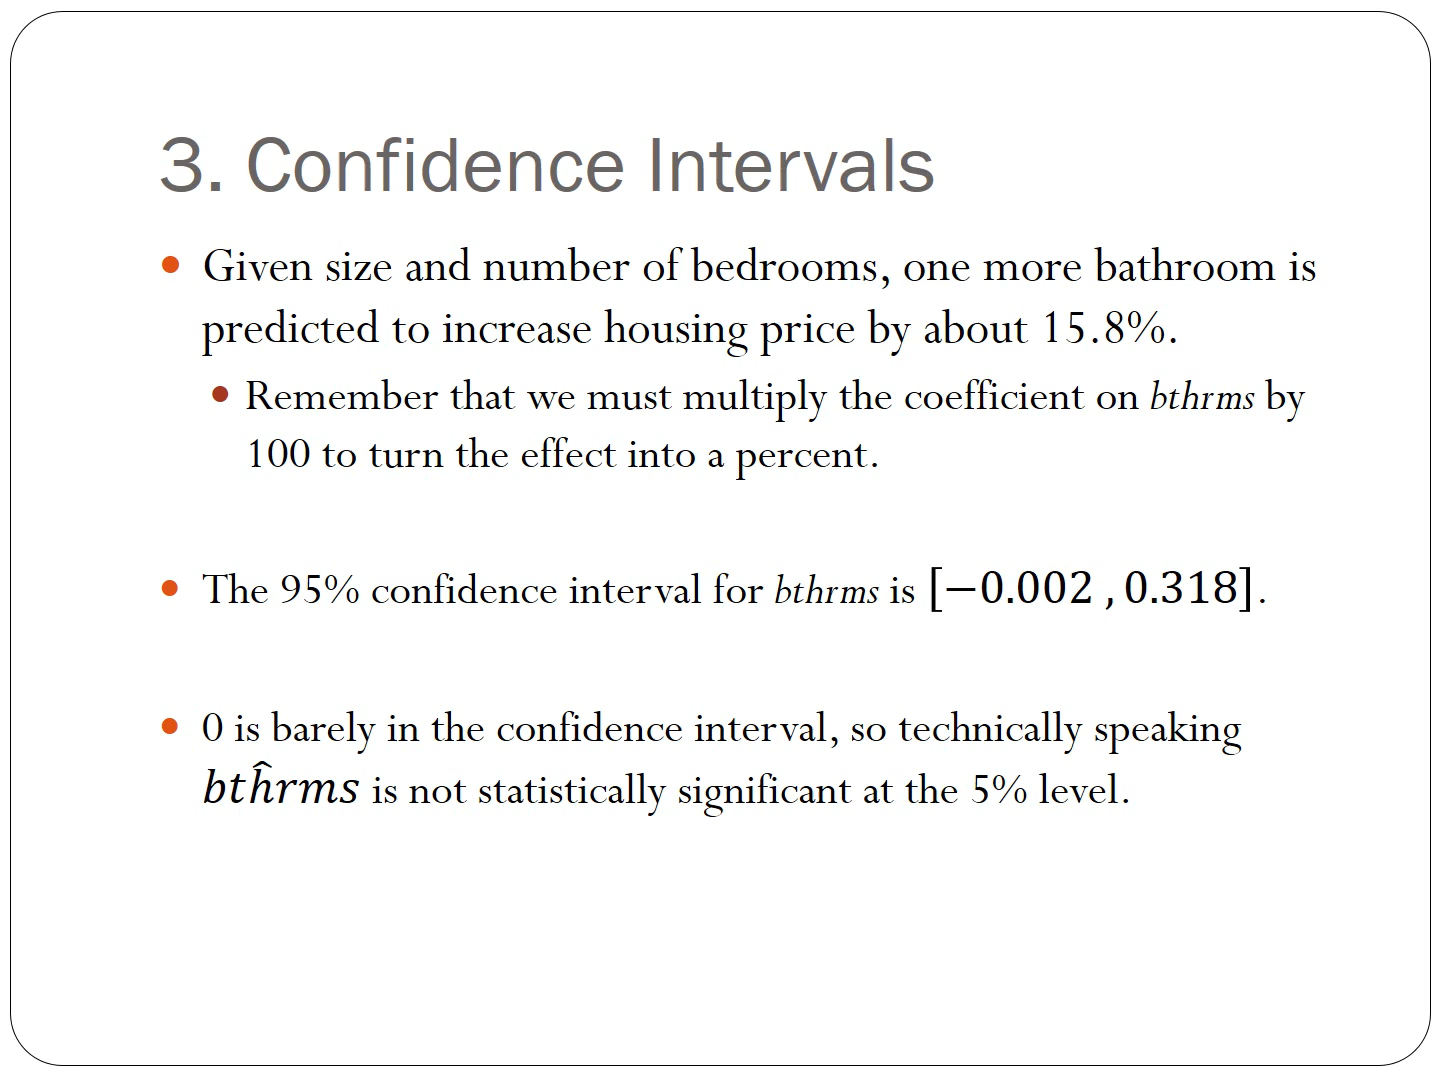 3. Confidence Intervals
• Given size and number of bedrooms, one more bathroom is
predicted to increase housing price by about 15.8%.
• Remember that we must multiply the coefficient on bthrms by
100 to turn the effect into a percent.
• The 95% confidence interval for bthrms is [−0.002 , 0.318].
• 0 is barely in the confidence interval, so technically speaking
btĥrms is not statistically significant at the 5% level.